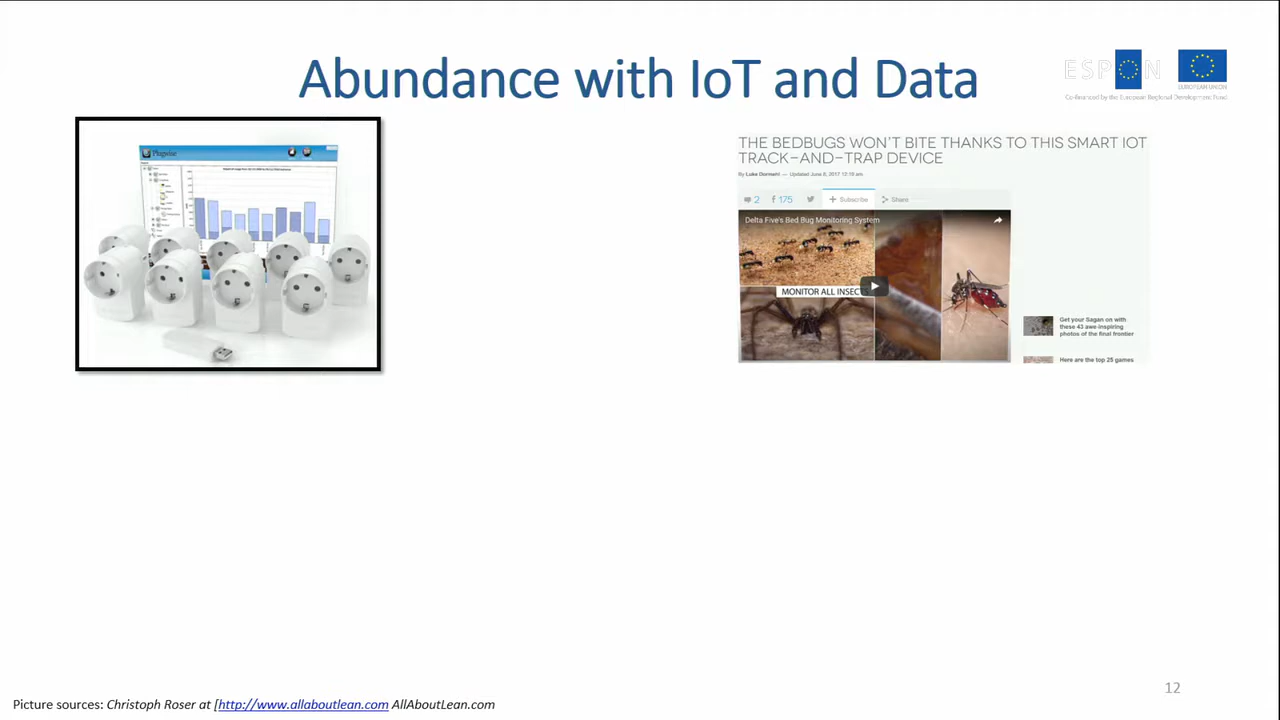 Abundance with IoT and Data
ESPON
EUROPEAN UNION
Co-financed by the European Regional Development Fund
Plugwise
THE BEDBUGS WON'T BITE THANKS TO THIS SMART IOT
TRACK-AND-TRAP DEVICE
By Luke Dormehl — Updated June 8, 2017 12:10 am
2 175 + Subscribe Share
Delta Five's Bed Bug Monitoring System
MONITOR ALL INSECTS
Get your Sagan on with
these 43 awe-inspiring
photos of the final frontier
Here are the top 25 games
12
Picture sources: Christoph Roser at [http://www.allaboutlean.com AllAboutLean.com